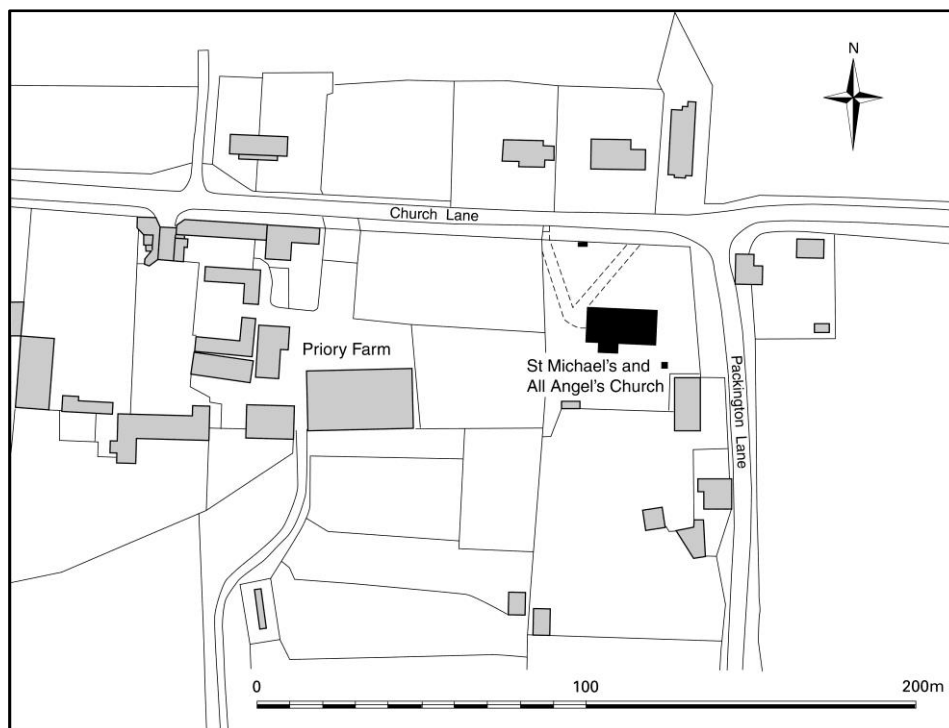 N
Church Lane
Priory Farm
St Michael's and
All Angel's Church
Packington Lane
0
100
200m